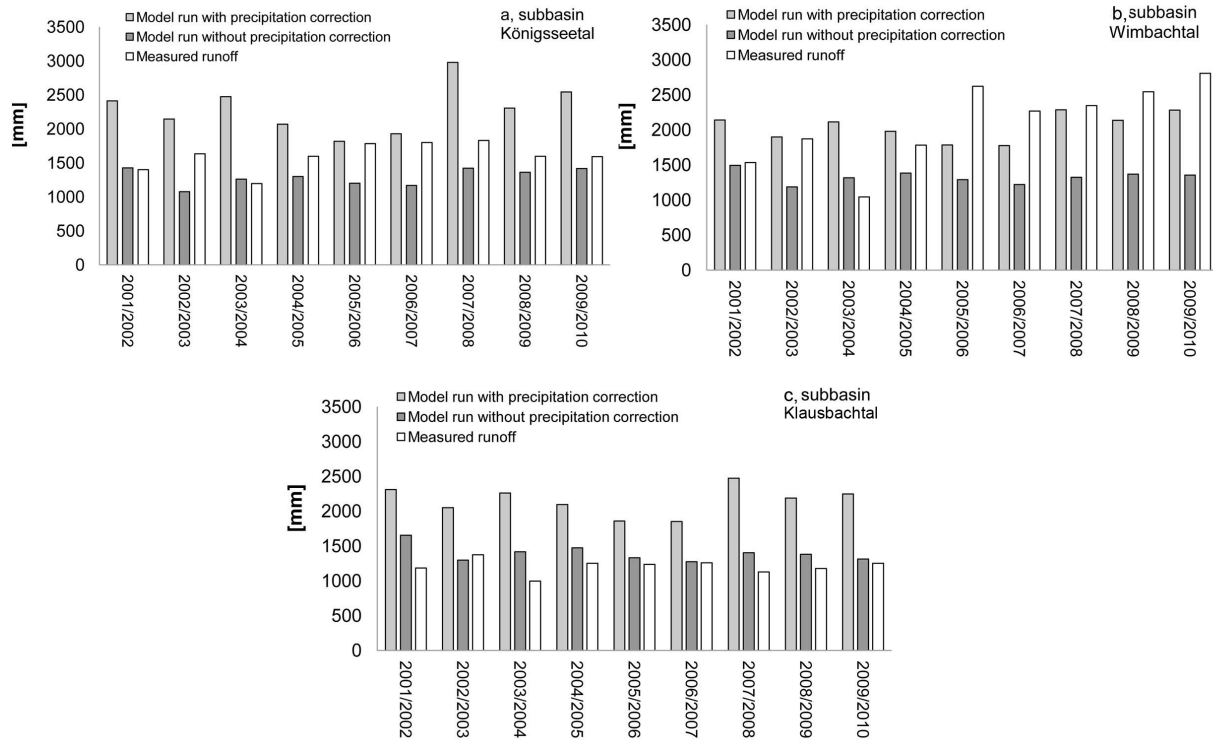 a, subbasin
Königsseetal
Model run with precipitation correction
Model run without precipitation correction
Measured runoff
[mm]
3500
3000
2500
2000
1500
1000
500
0
2001/2002
2002/2003
2003/2004
2004/2005
2005/2006
2006/2007
2007/2008
2008/2009
2009/2010
b, subbasin
Wimbachtal
Model run with precipitation correction
Model run without precipitation correction
Measured runoff
[mm]
3500
3000
2500
2000
1500
1000
500
0
2001/2002
2002/2003
2003/2004
2004/2005
2005/2006
2006/2007
2007/2008
2008/2009
2009/2010
c, subbasin
Klausbachtal
Model run with precipitation correction
Model run without precipitation correction
Measured runoff
[mm]
3500
3000
2500
2000
1500
1000
500
0
2001/2002
2002/2003
2003/2004
2004/2005
2005/2006
2006/2007
2007/2008
2008/2009
2009/2010